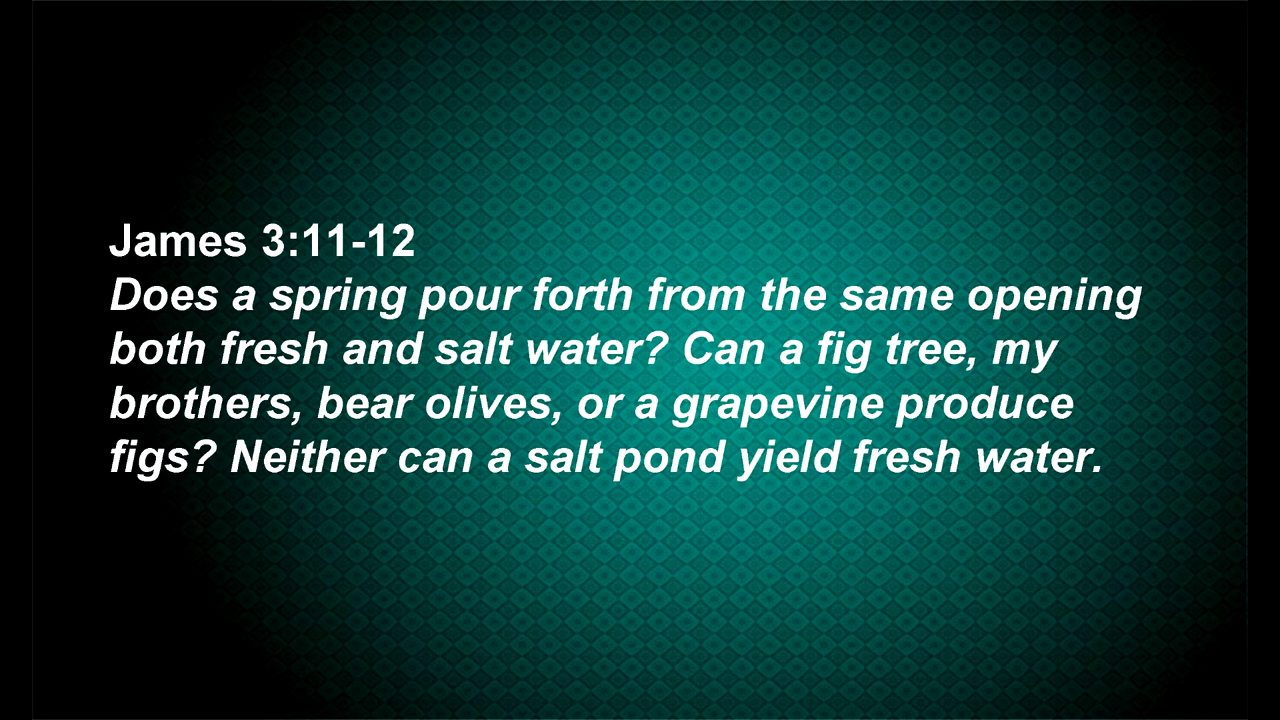 James 3:11-12
Does a spring pour forth from the same opening
both fresh and salt water? Can a fig tree, my
brothers, bear olives, or a grapevine produce
figs? Neither can a salt pond yield fresh water.